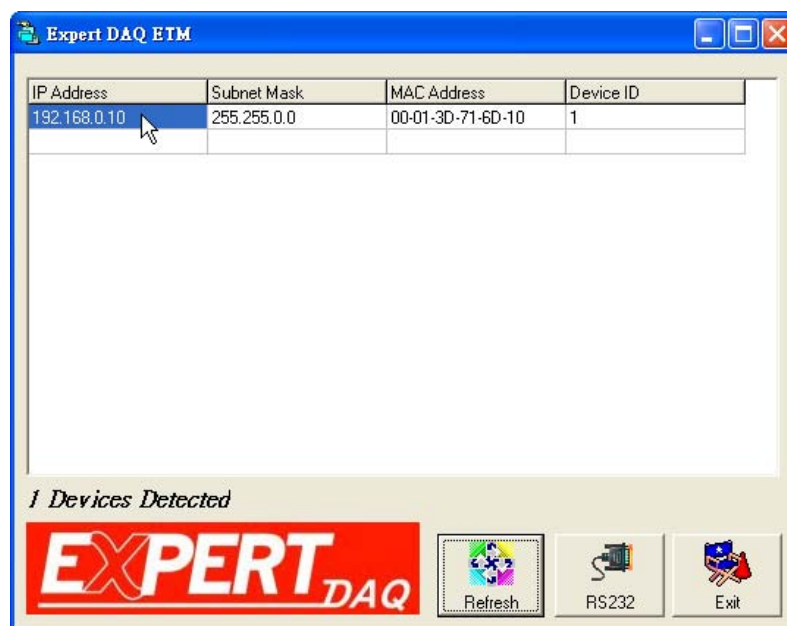 Expert DAQ ETM
IP Address Subnet Mask MAC Address Device ID
192.168.0.10 255.255.0.0 00-01-3D-71-6D-10 1
1 Devices Detected
EXPERT DAQ
Refresh RS232 Exit